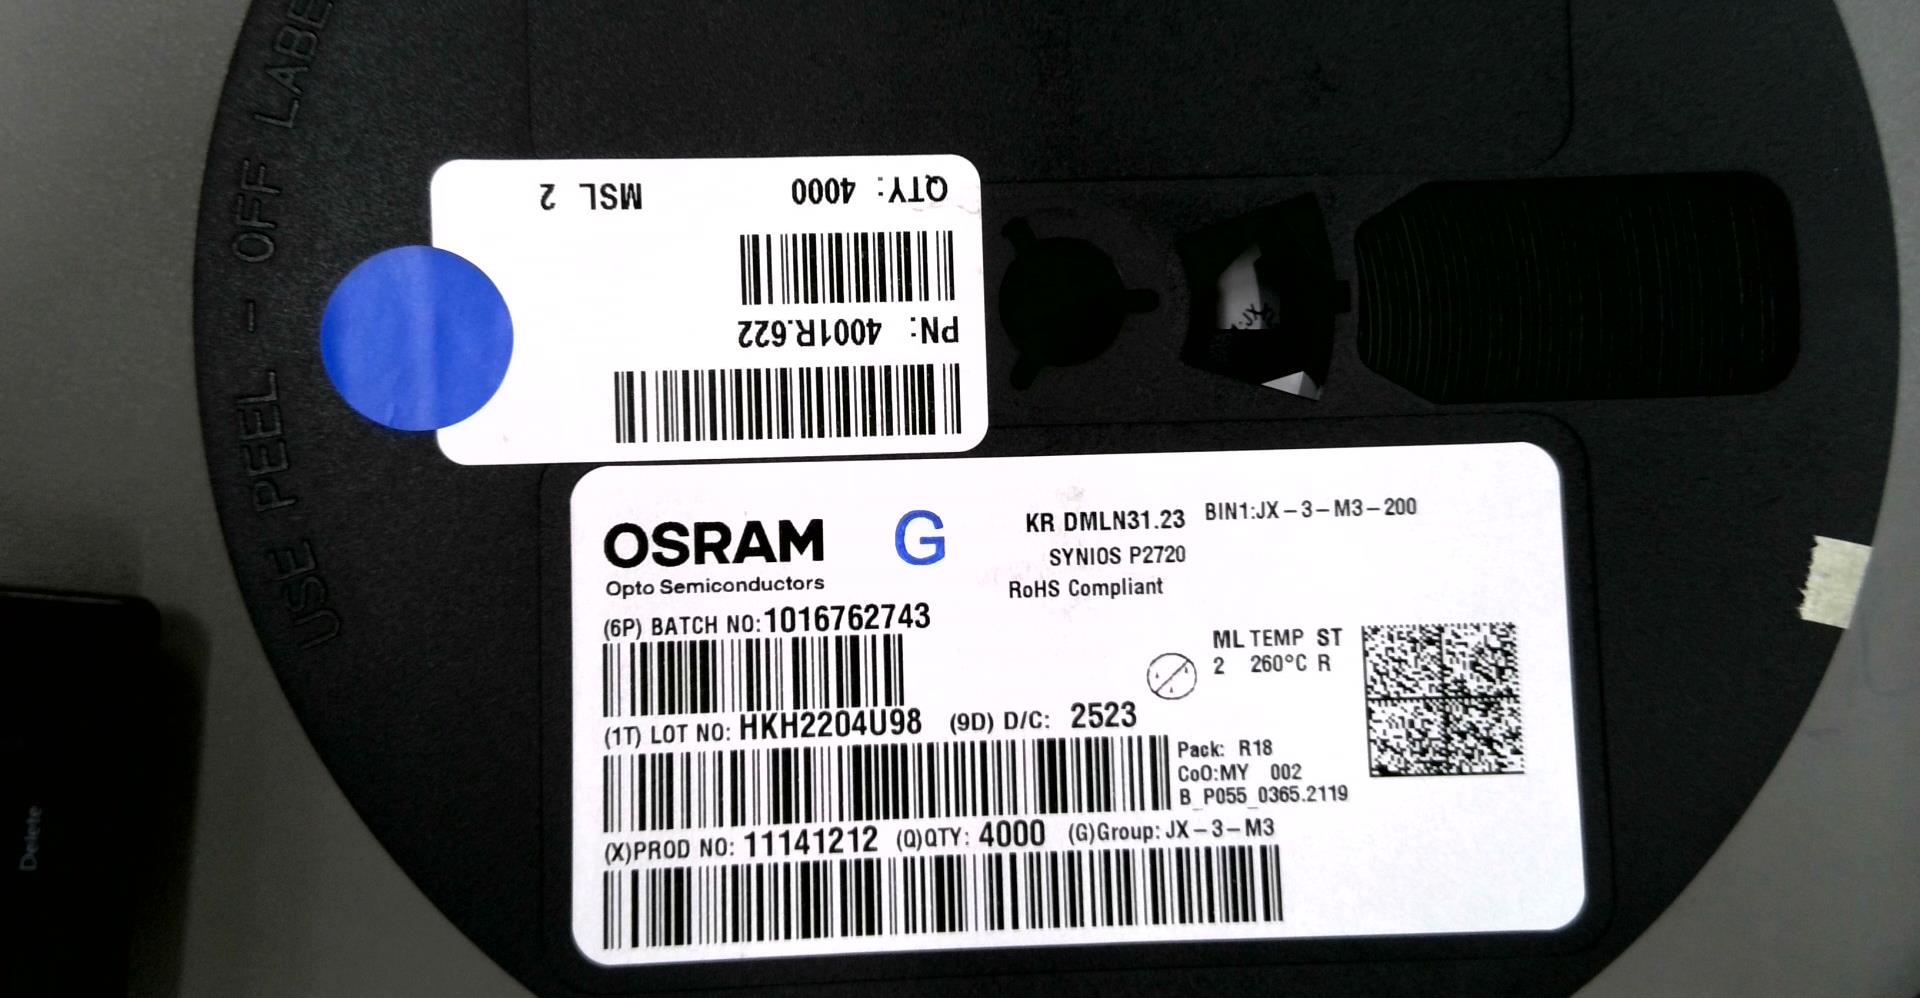 USE PEEL - OFF LABE
QTY: 4000 MSL 2
PN: 4001R.622
OSRAM
Opto Semiconductors
G
KR DMLN31.23 BIN1:JX-3-M3-200
SYNIOS P2720
RoHS Compliant
(6P) BATCH NO:1016762743
ML TEMP ST
2 260°C R
(1T) LOT NO: HKH2204U98 (9D) D/C: 2523
Pack: R18
CoO:MY 002
B_P055_0365.2119
(X)PROD NO: 11141212 (Q)QTY: 4000 (G)Group: JX-3-M3
Delete